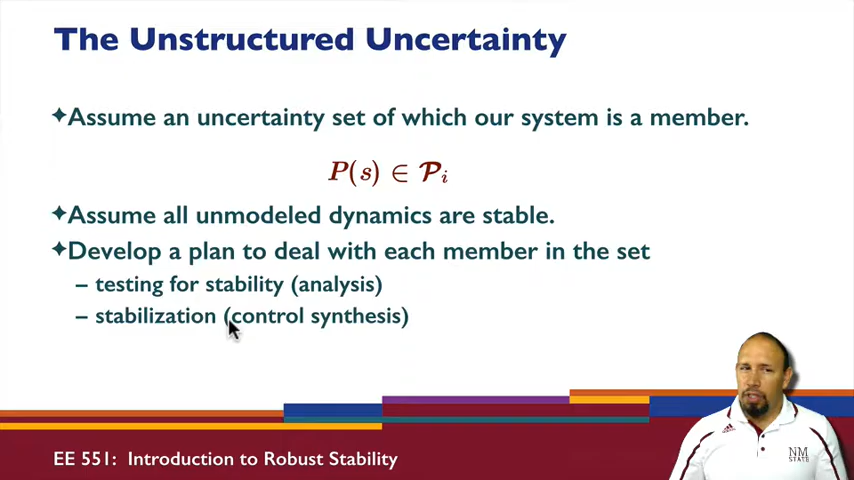 The Unstructured Uncertainty
✦Assume an uncertainty set of which our system is a member.
P(s) ∈ 𝒫ᵢ
✦Assume all unmodeled dynamics are stable.
✦Develop a plan to deal with each member in the set
– testing for stability (analysis)
– stabilization (control synthesis)
NM
STATE
EE 551: Introduction to Robust Stability